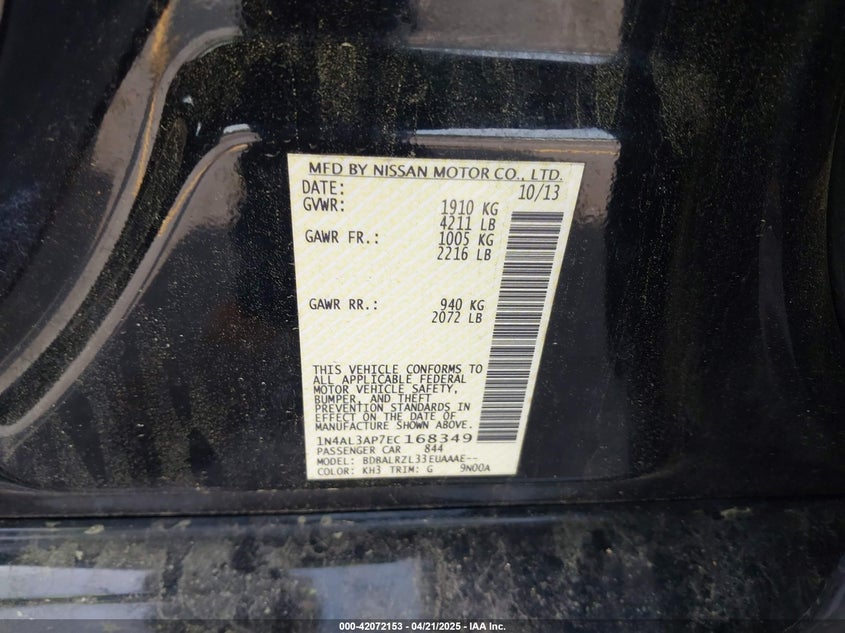 MFD BY NISSAN MOTOR CO., LTD.
DATE: 10/13
GVWR: 1910 KG
4211 LB
GAWR FR.: 1005 KG
2216 LB
GAWR RR.: 940 KG
2072 LB
THIS VEHICLE CONFORMS TO
ALL APPLICABLE FEDERAL
MOTOR VEHICLE SAFETY,
BUMPER, AND THEFT
PREVENTION STANDARDS IN
EFFECT ON THE DATE OF
MANUFACTURE SHOWN ABOVE.
1N4AL3AP7EC168349
PASSENGER CAR 844
MODEL: BDBALRZL33EUAAAE--
COLOR: KH3 TRIM: G 9N00A
000-42072153 - 04/21/2025 - IAA Inc.